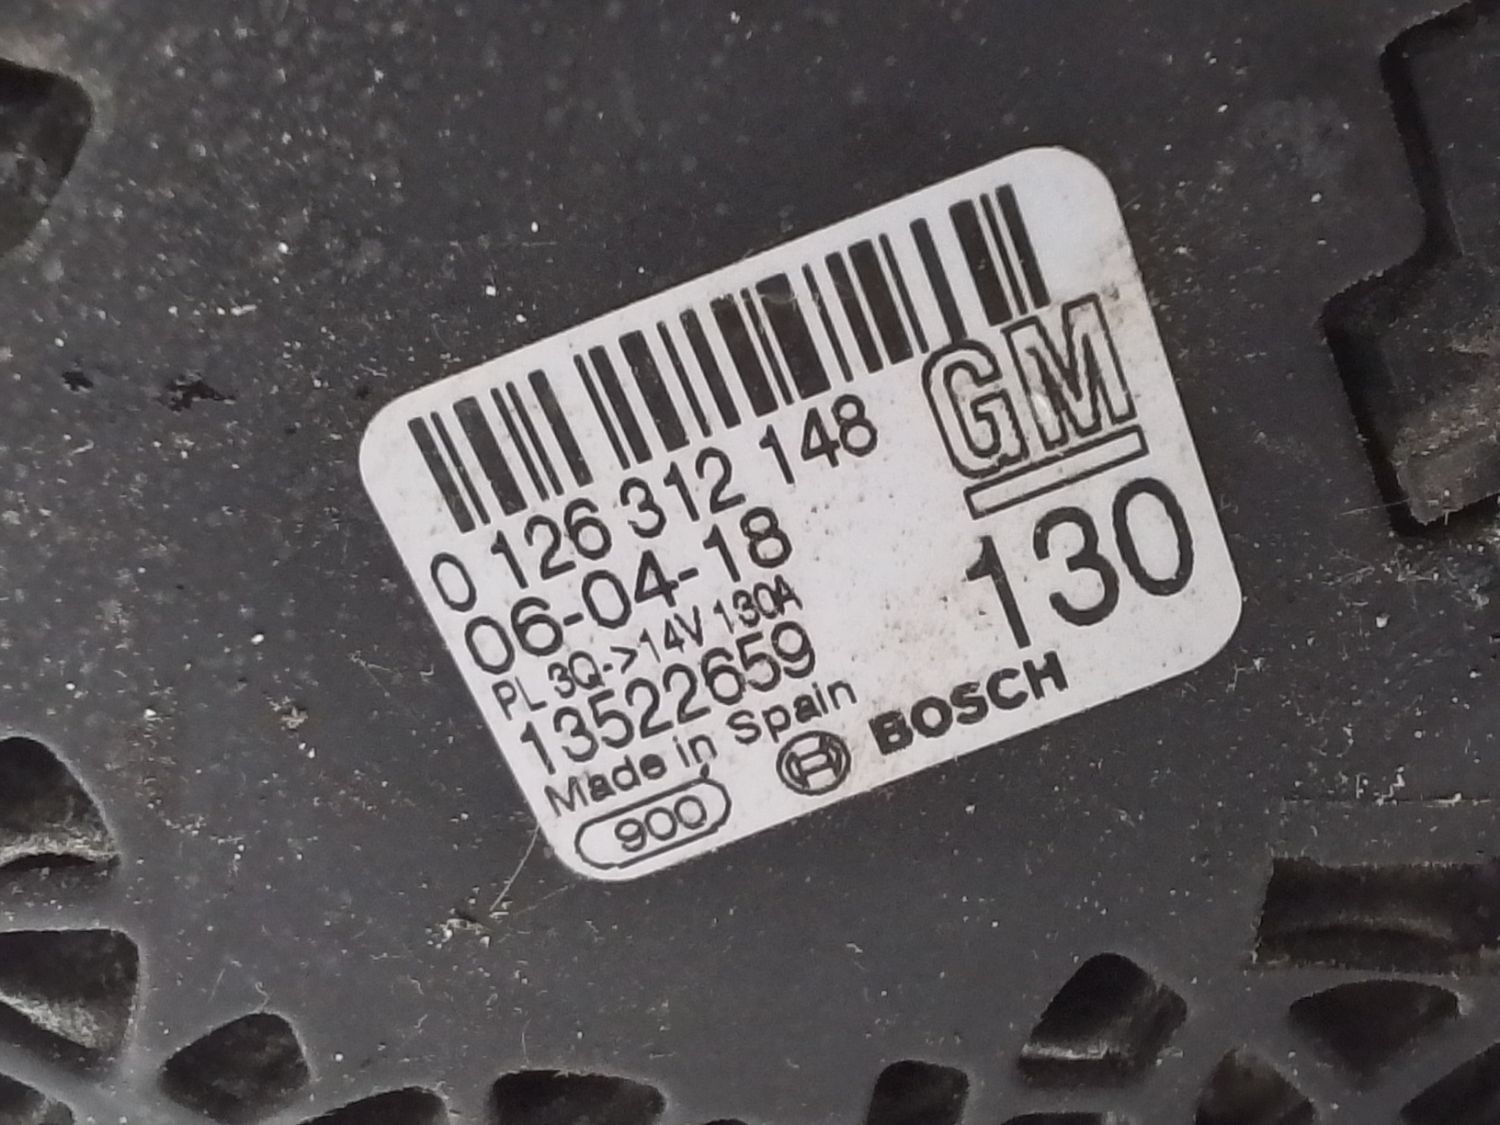 0 126 312 148
GM
06-04-18
130
PL 3Q->14V 130A
13522659
Made in Spain
BOSCH
900